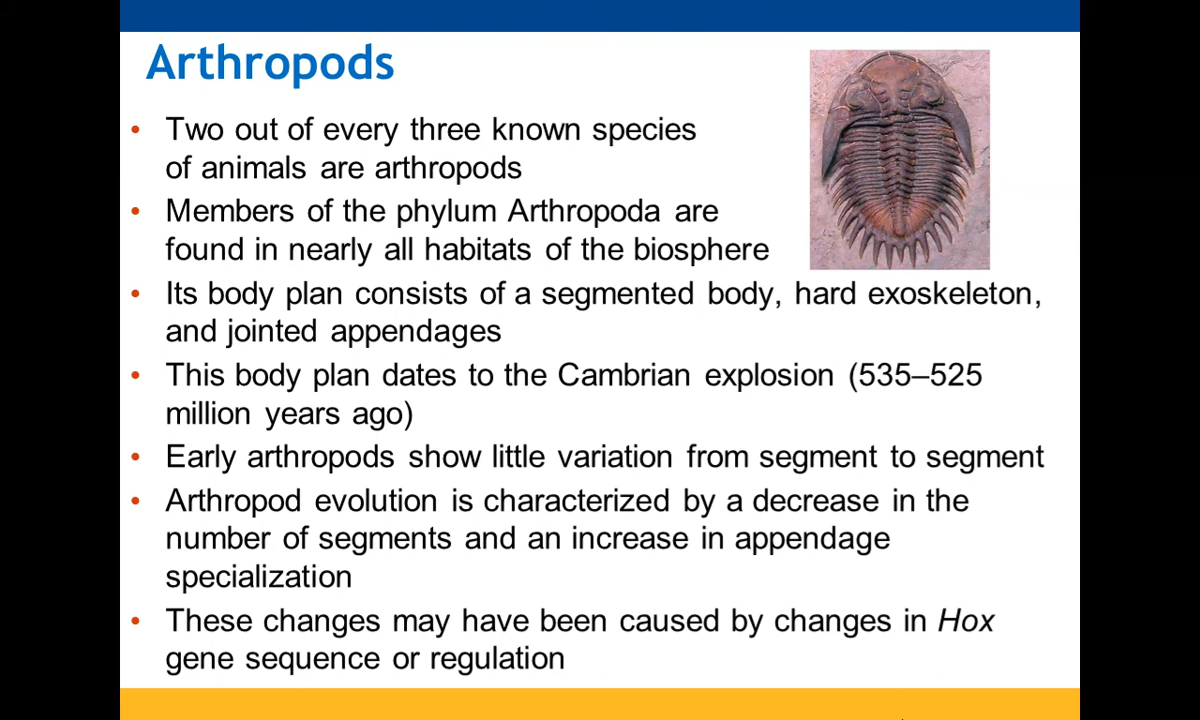 Arthropods
• Two out of every three known species
of animals are arthropods
• Members of the phylum Arthropoda are
found in nearly all habitats of the biosphere
• Its body plan consists of a segmented body, hard exoskeleton,
and jointed appendages
• This body plan dates to the Cambrian explosion (535–525
million years ago)
• Early arthropods show little variation from segment to segment
• Arthropod evolution is characterized by a decrease in the
number of segments and an increase in appendage
specialization
• These changes may have been caused by changes in Hox
gene sequence or regulation